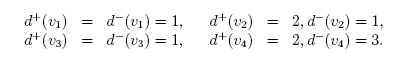 d⁺(v₁) = d⁻(v₁) = 1, d⁺(v₂) = 2, d⁻(v₂) = 1,
d⁺(v₃) = d⁻(v₃) = 1, d⁺(v₄) = 2, d⁻(v₄) = 3.